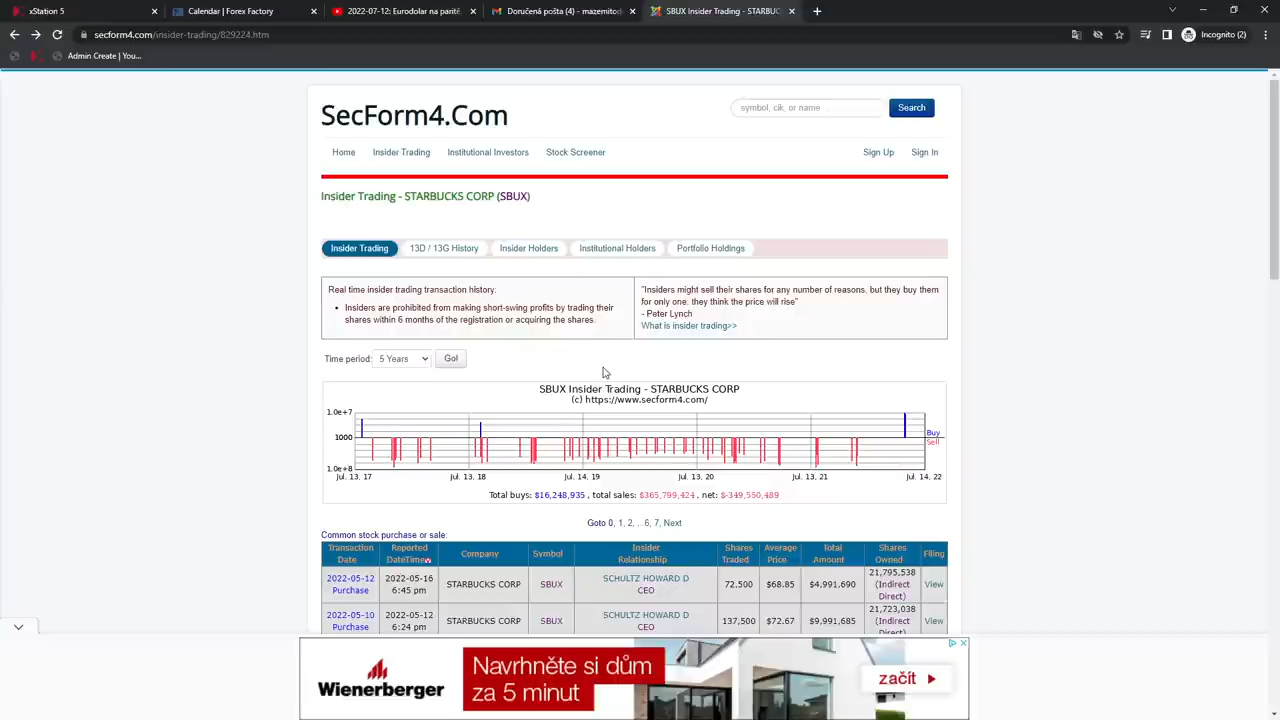 xStation 5
Calendar | Forex Factory
2022-07-12: Eurodolar na parit
Doručená pošta (4) - mazemitod
SBUX Insider Trading - STARBUC
secform4.com/insider-trading/829224.htm
Incognito (2)
Admin Create | You...
SecForm4.Com
symbol, cik, or name
Search
Home
Insider Trading
Institutional Investors
Stock Screener
Sign Up
Sign In
Insider Trading - STARBUCKS CORP (SBUX)
Insider Trading
13D / 13G History
Insider Holders
Institutional Holders
Portfolio Holdings
Real time insider trading transaction history:
• Insiders are prohibited from making short-swing profits by trading their
shares within 6 months of the registration or acquiring the shares.
"Insiders might sell their shares for any number of reasons, but they buy them
for only one: they think the price will rise"
- Peter Lynch
What is insider trading>>
Time period: 5 Years Go!
SBUX Insider Trading - STARBUCKS CORP
(c) https://www.secform4.com/
1.0e+7
1000
1.0e+8
Buy
Sell
Jul. 13, 17 Jul. 13, 18 Jul. 14, 19 Jul. 13, 20 Jul. 13, 21 Jul. 14, 22
Total buys: $16,248,935 , total sales: $365,799,424 , net: $-349,550,489
Goto 0, 1, 2, ...6, 7, Next
Common stock purchase or sale:
Transaction Date Reported DateTime Company Symbol Insider Relationship Shares Traded Average Price Total Amount Shares Owned Filing
2022-05-12 Purchase 2022-05-16 6:45 pm STARBUCKS CORP SBUX SCHULTZ HOWARD D CEO 72,500 $68.85 $4,991,690 21,795,538 (Indirect Direct) View
2022-05-10 Purchase 2022-05-12 6:24 pm STARBUCKS CORP SBUX SCHULTZ HOWARD D CEO 137,500 $72.67 $9,991,685 21,723,038 (Indirect Direct) View
Wienerberger
Navrhněte si dům
za 5 minut
začít